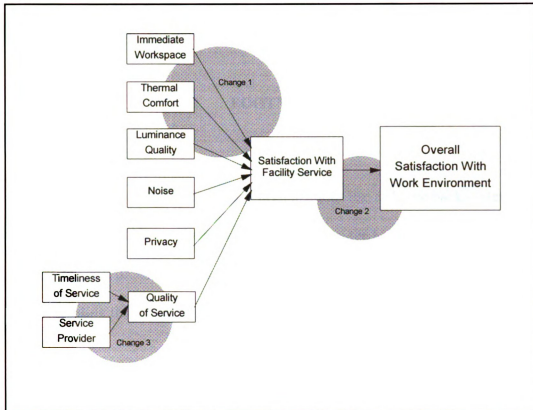 Immediate
Workspace
Change 1
Thermal
Comfort
Luminance
Quality
Satisfaction With
Facility Service
Overall
Satisfaction With
Work Environment
Noise
Change 2
Privacy
Timeliness
of Service
Quality
of Service
Service
Provider
Change 3